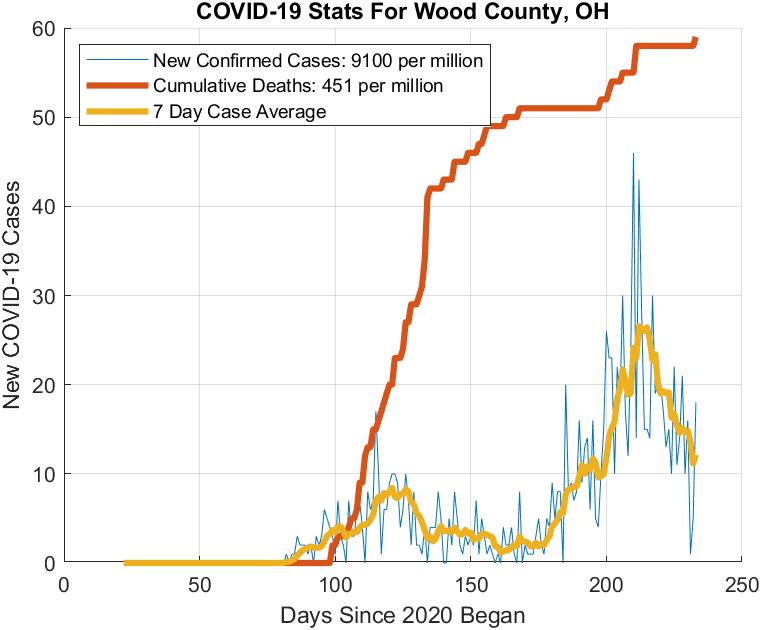 COVID-19 Stats For Wood County, OH
New Confirmed Cases: 9100 per million
Cumulative Deaths: 451 per million
7 Day Case Average
New COVID-19 Cases
60
50
40
30
20
10
0
0 50 100 150 200 250
Days Since 2020 Began